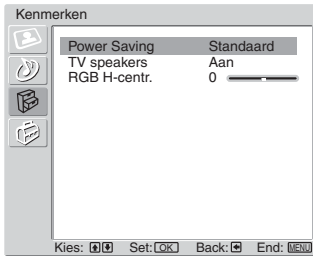 Kenmerken
Power Saving Standaard
TV speakers Aan
RGB H-centr. 0
Kies: Set: OK Back: End: MENU